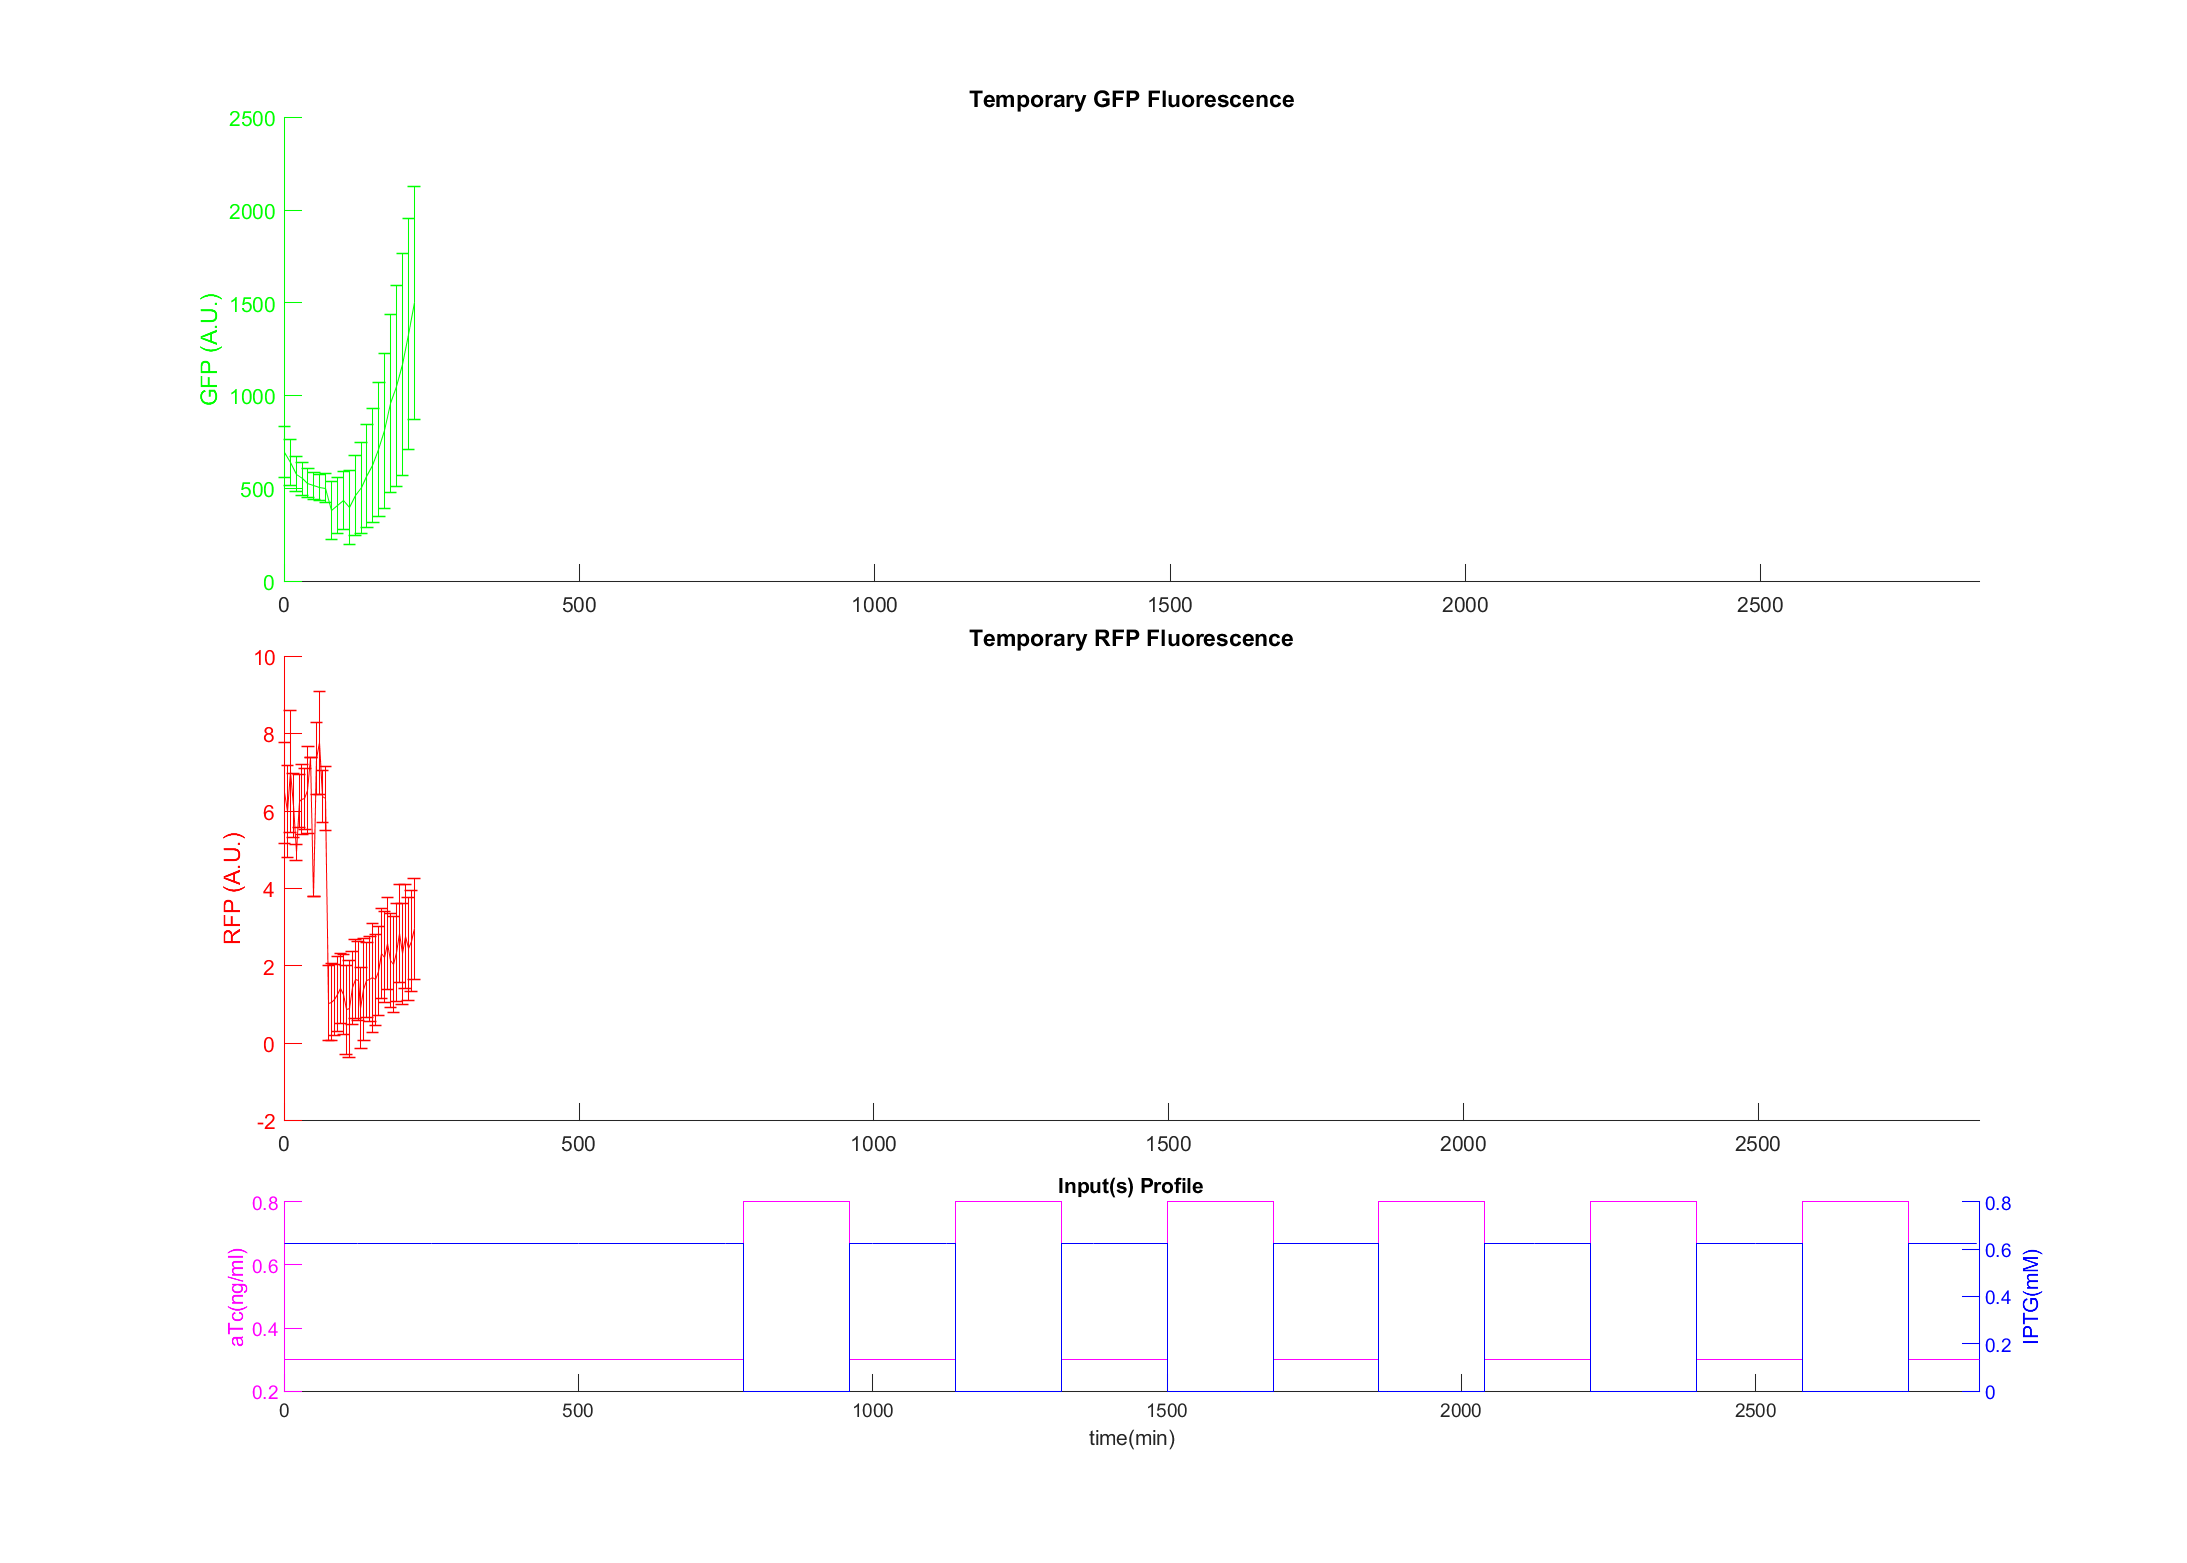 Temporary GFP Fluorescence
2500
2000
1500
1000
500
0
GFP (A.U.)
0 500 1000 1500 2000 2500
Temporary RFP Fluorescence
10
8
6
4
2
0
-2
RFP (A.U.)
0 500 1000 1500 2000 2500
Input(s) Profile
0.8
0.6
0.4
0.2
aTc(ng/ml)
0.8
0.6
0.4
0.2
0
IPTG(mM)
0 500 1000 1500 2000 2500
time(min)